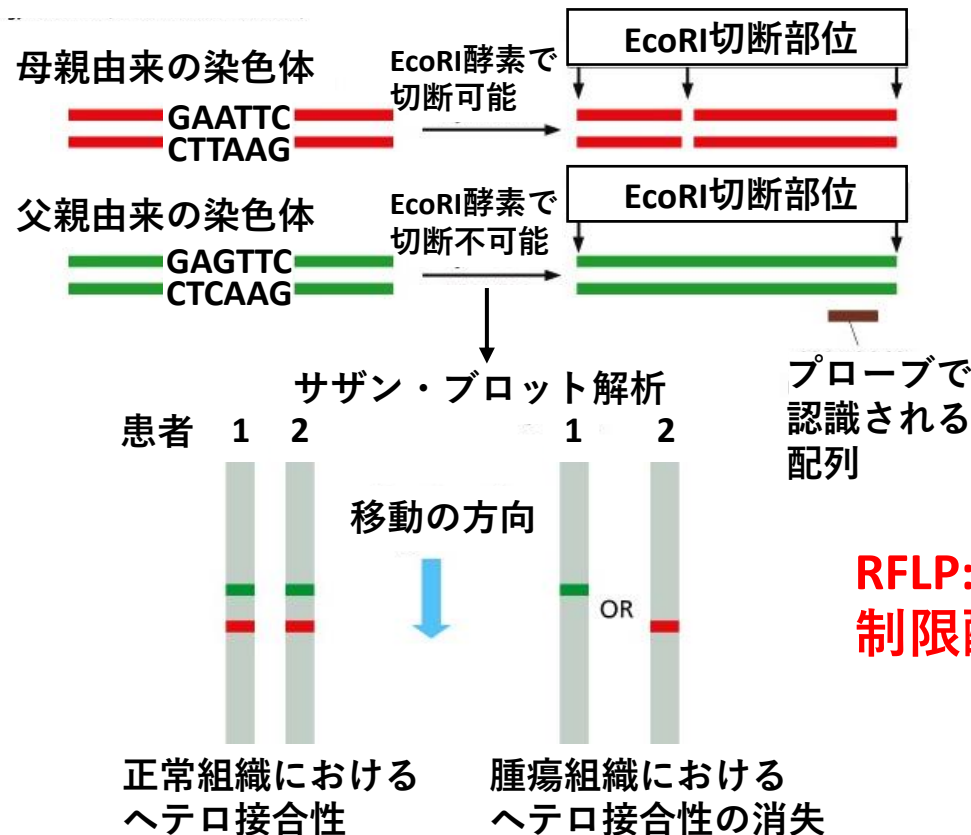 母親由来の染色体
EcoRI酵素で
切断可能
EcoRI切断部位
GAATTC
CTTAAG
父親由来の染色体
EcoRI酵素で
切断不可能
EcoRI切断部位
GAGTTC
CTCAAG
サザン・ブロット解析
プローブで
認識される
配列
患者 1 2
1 2
移動の方向
OR
RFLP:
制限
正常組織における
ヘテロ接合性
腫瘍組織における
ヘテロ接合性の消失